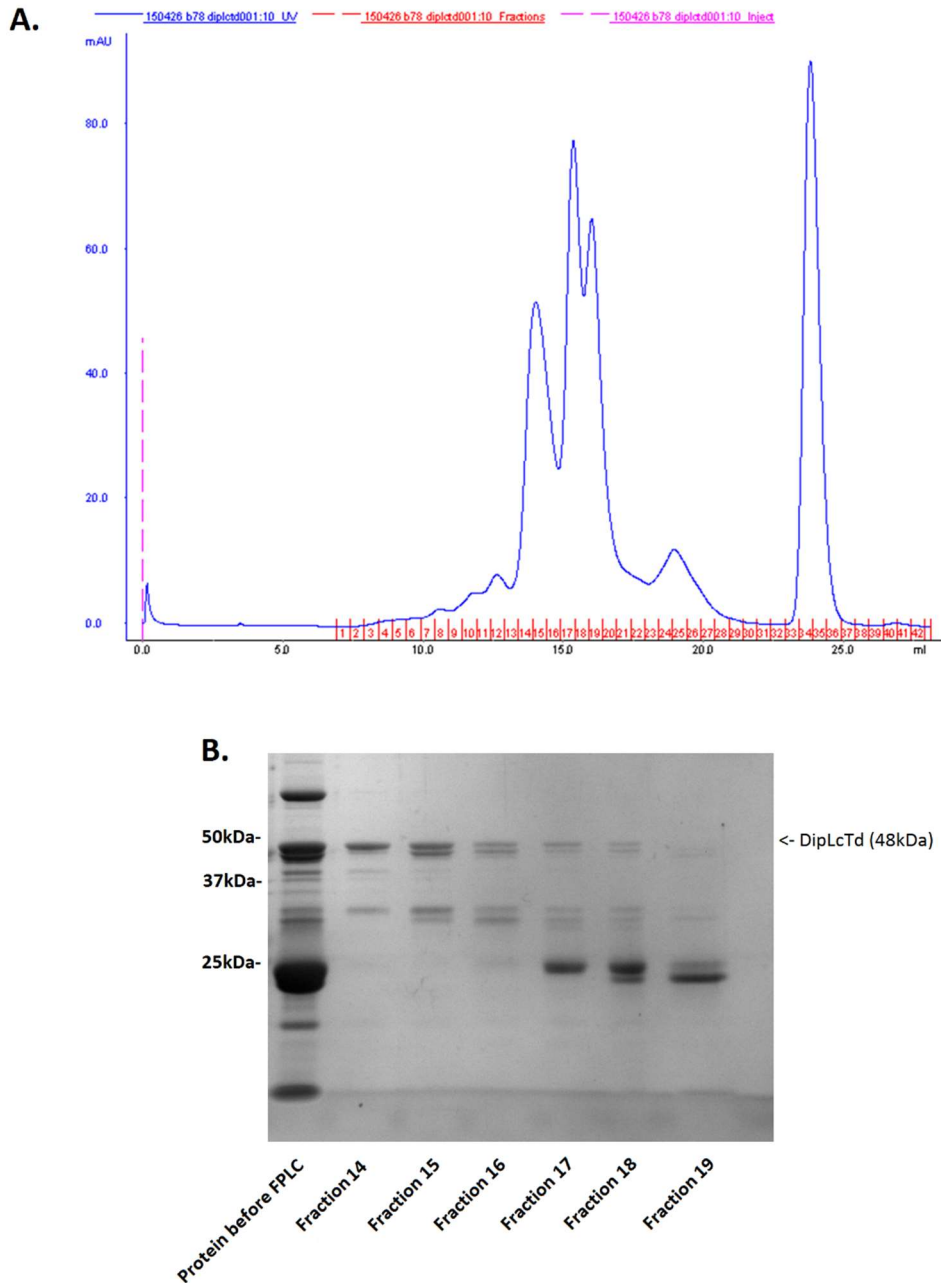 A.
150426 b78 diplctd001:10_UV 150426 b78 diplctd001:10_Fractions 150426 b78 diplctd001:10_Inject
mAU
80.0
60.0
40.0
20.0
0.0
1 2 3 4 5 6 7 8 9 10 11 12 13 14 15 16 17 18 19 20 21 22 23 24 25 26 27 28 29 30 31 32 33 34 35 36 37 38 39 40 41 42
0.0 5.0 10.0 15.0 20.0 25.0 ml
B.
50kDa-
<- DipLcTd (48kDa)
37kDa-
25kDa-
Protein before FPLC
Fraction 14
Fraction 15
Fraction 16
Fraction 17
Fraction 18
Fraction 19